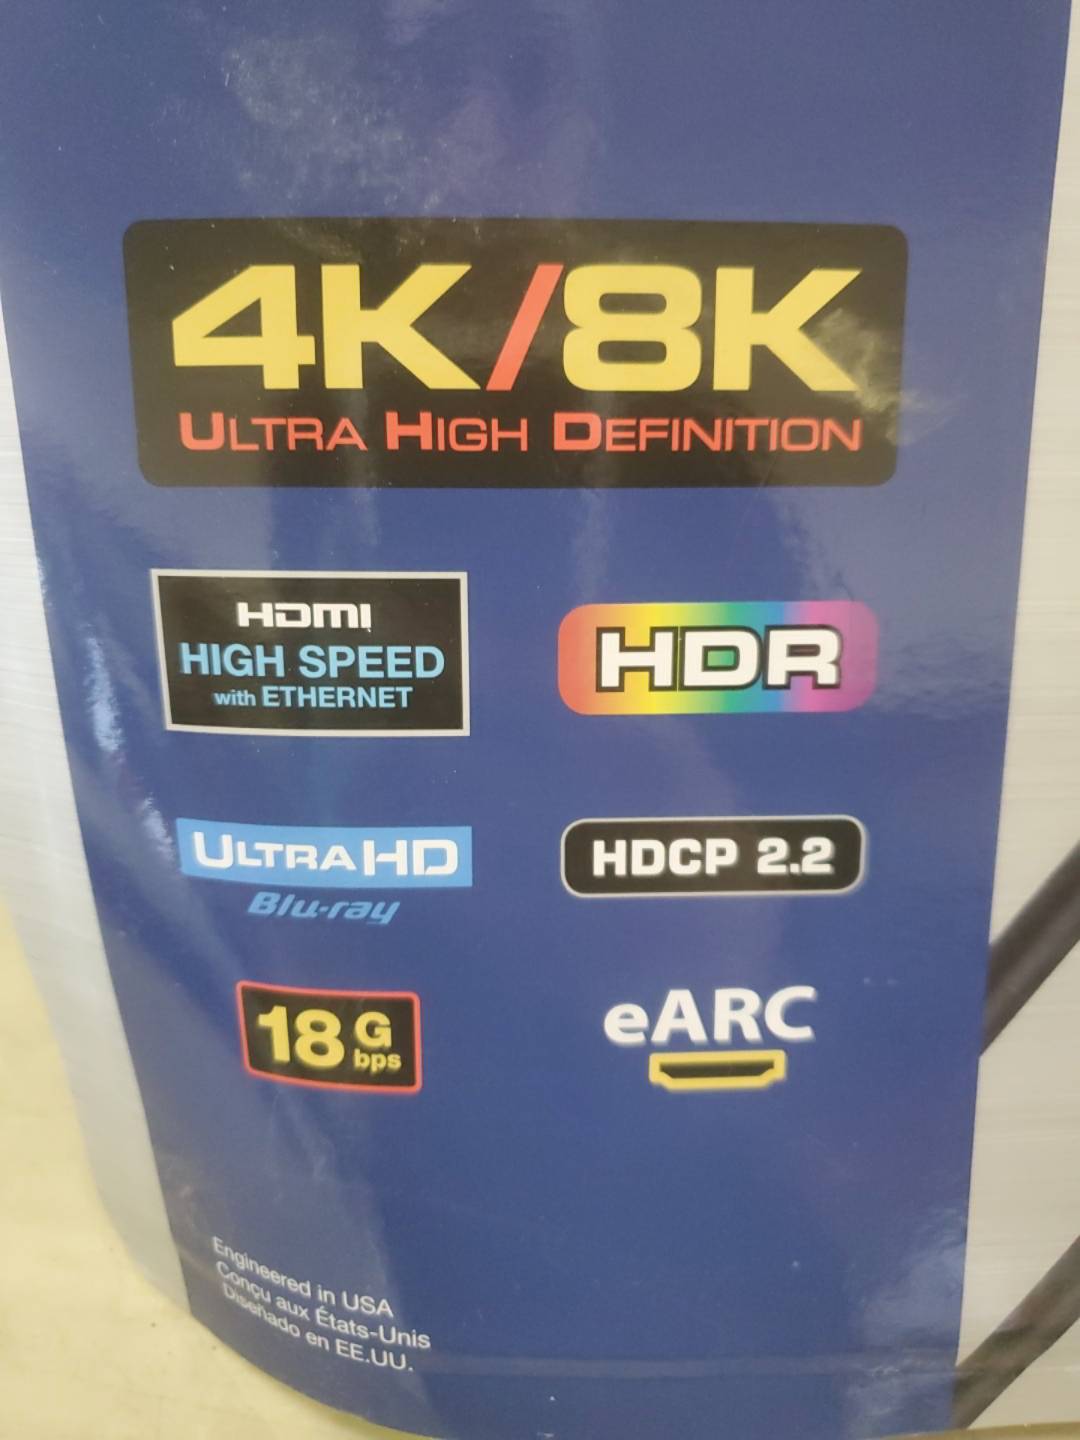 4K/8K
ULTRA HIGH DEFINITION
HDMI
HIGH SPEED
with ETHERNET
HDR
ULTRA HD
Blu-ray
HDCP 2.2
18 G
bps
eARC
Engineered in USA
Conçu aux États-Unis
Diseñado en EE.UU.